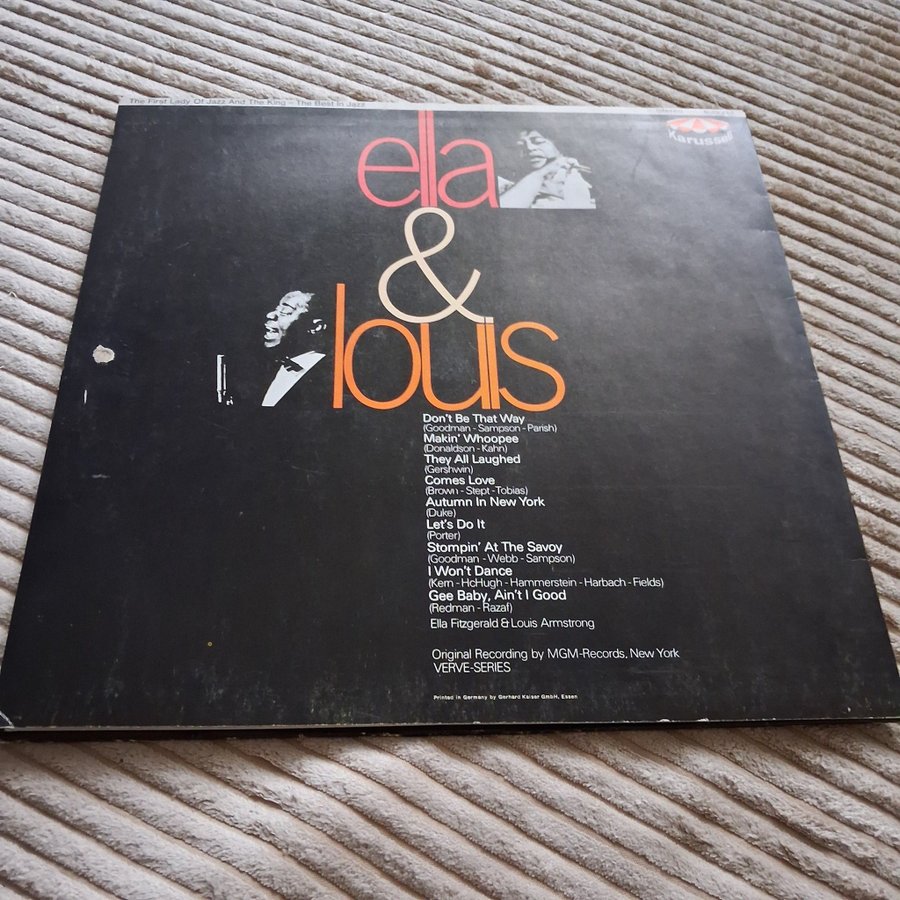 The First Lady Of Jazz And The King – The Best In Jazz
Karussell
ella
&
louis
Don't Be That Way
(Goodman - Sampson - Parish)
Makin' Whoopee
(Donaldson - Kahn)
They All Laughed
(Gershwin)
Comes Love
(Brown - Stept - Tobias)
Autumn In New York
(Duke)
Let's Do It
(Porter)
Stompin' At The Savoy
(Goodman - Webb - Sampson)
I Won't Dance
(Kern - HcHugh - Hammerstein - Harbach - Fields)
Gee Baby, Ain't I Good
(Redman - Razaf)
Ella Fitzgerald & Louis Armstrong
Original Recording by MGM-Records, New York
VERVE-SERIES
Printed in Germany by Gerhard Kaiser GmbH, Essen